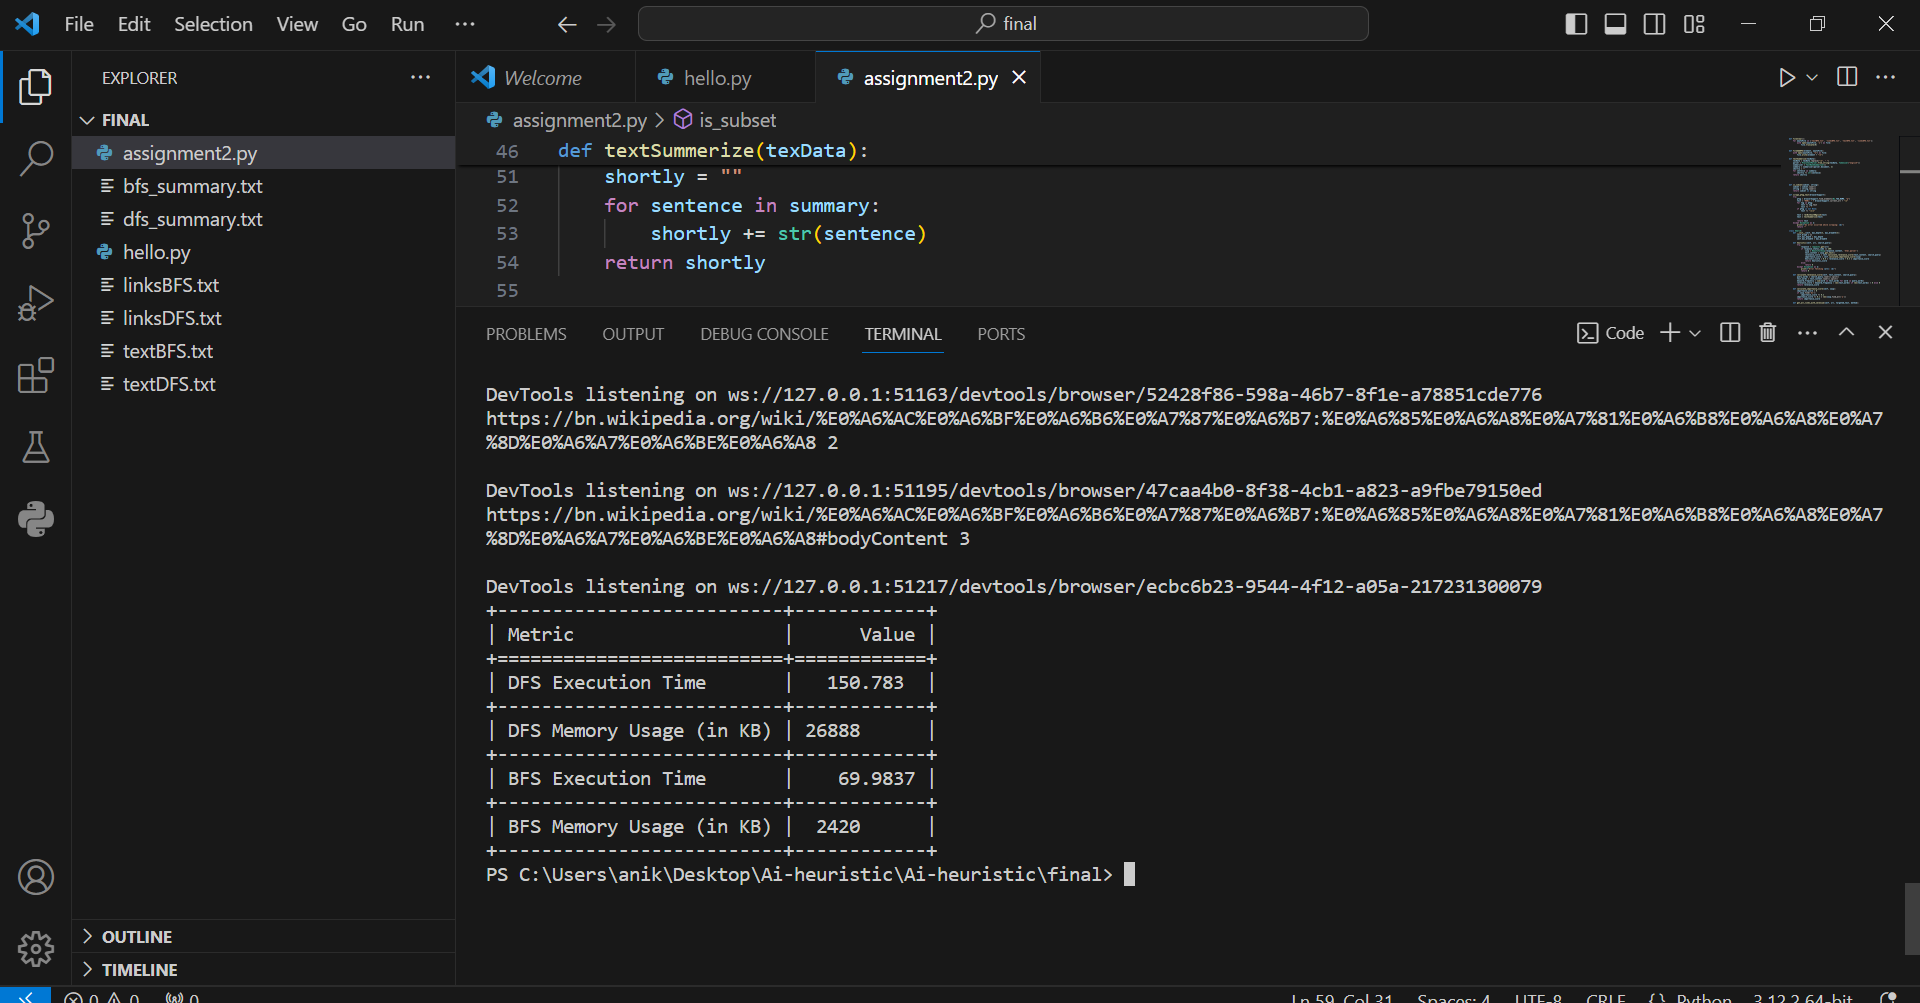 File Edit Selection View Go Run ··· final
EXPLORER ···
FINAL
assignment2.py
bfs_summary.txt
dfs_summary.txt
hello.py
linksBFS.txt
linksDFS.txt
textBFS.txt
textDFS.txt
OUTLINE
TIMELINE
Welcome hello.py assignment2.py
assignment2.py > is_subset
46 def textSummerize(texData):
51 shortly = ""
52 for sentence in summary:
53 shortly += str(sentence)
54 return shortly
55
PROBLEMS OUTPUT DEBUG CONSOLE TERMINAL PORTS Code
DevTools listening on ws://127.0.0.1:51163/devtools/browser/52428f86-598a-46b7-8f1e-a78851cde776
https://bn.wikipedia.org/wiki/%E0%A6%AC%E0%A6%BF%E0%A6%B6%E0%A7%87%E0%A6%B7:%E0%A6%85%E0%A6%A8%E0%A7%81%E0%A6%B8%E0%A6%A8%E0%A7
%8D%E0%A6%A7%E0%A6%BE%E0%A6%A8 2
DevTools listening on ws://127.0.0.1:51195/devtools/browser/47caa4b0-8f38-4cb1-a823-a9fbe79150ed
https://bn.wikipedia.org/wiki/%E0%A6%AC%E0%A6%BF%E0%A6%B6%E0%A7%87%E0%A6%B7:%E0%A6%85%E0%A6%A8%E0%A7%81%E0%A6%B8%E0%A6%A8%E0%A7
%8D%E0%A6%A7%E0%A6%BE%E0%A6%A8#bodyContent 3
DevTools listening on ws://127.0.0.1:51217/devtools/browser/ecbc6b23-9544-4f12-a05a-217231300079
+--------------------------+------------+
| Metric | Value |
+==========================+============+
| DFS Execution Time | 150.783 |
+--------------------------+------------+
| DFS Memory Usage (in KB) | 26888 |
+--------------------------+------------+
| BFS Execution Time | 69.9837 |
+--------------------------+------------+
| BFS Memory Usage (in KB) | 2420 |
+--------------------------+------------+
PS C:\Users\anik\Desktop\Ai-heuristic\Ai-heuristic\final>
0 0 0 Ln 59, Col 31 Spaces: 4 UTF-8 CRLF {} Python 3.12.2 64-bit